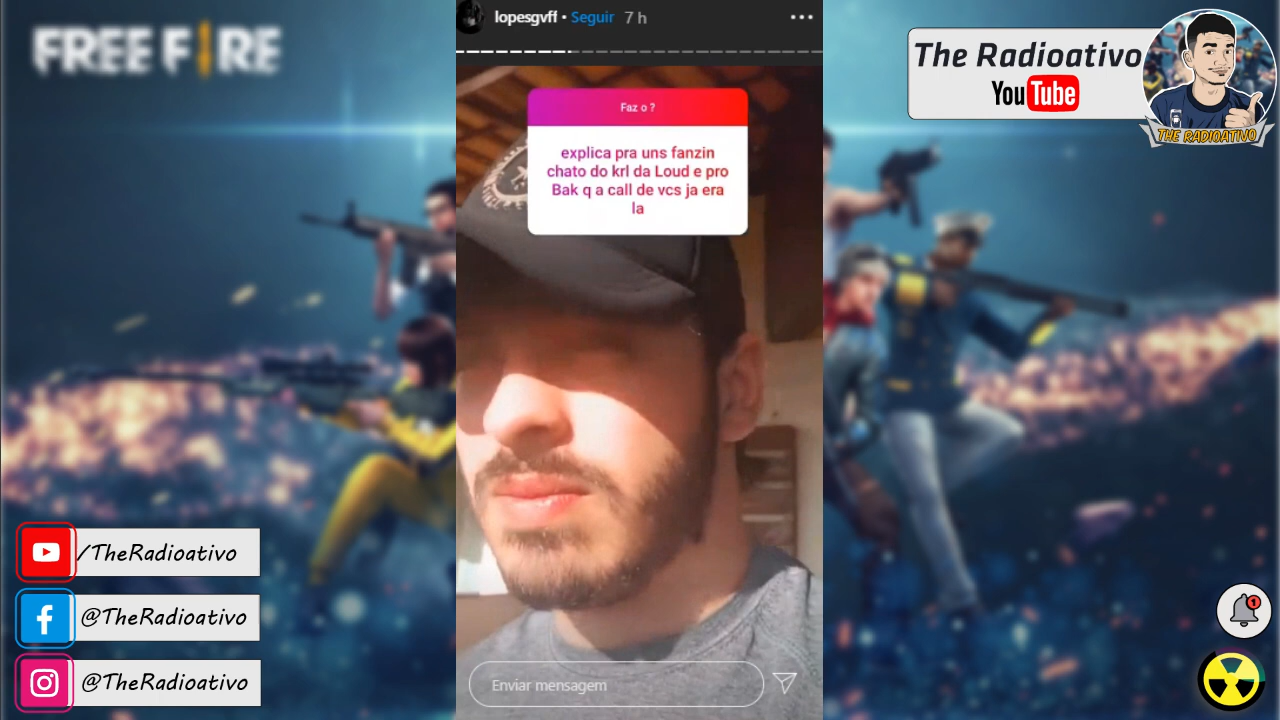 FREE FIRE
lopesgvff • Seguir 7 h
Faz o ?
explica pra uns fanzin
chato do krl da Loud e pro
Bak q a call de vcs ja era
la
Enviar mensagem
The Radioativo
YouTube
THE RADIOATIVO
/TheRadioativo
@TheRadioativo
@TheRadioativo
1